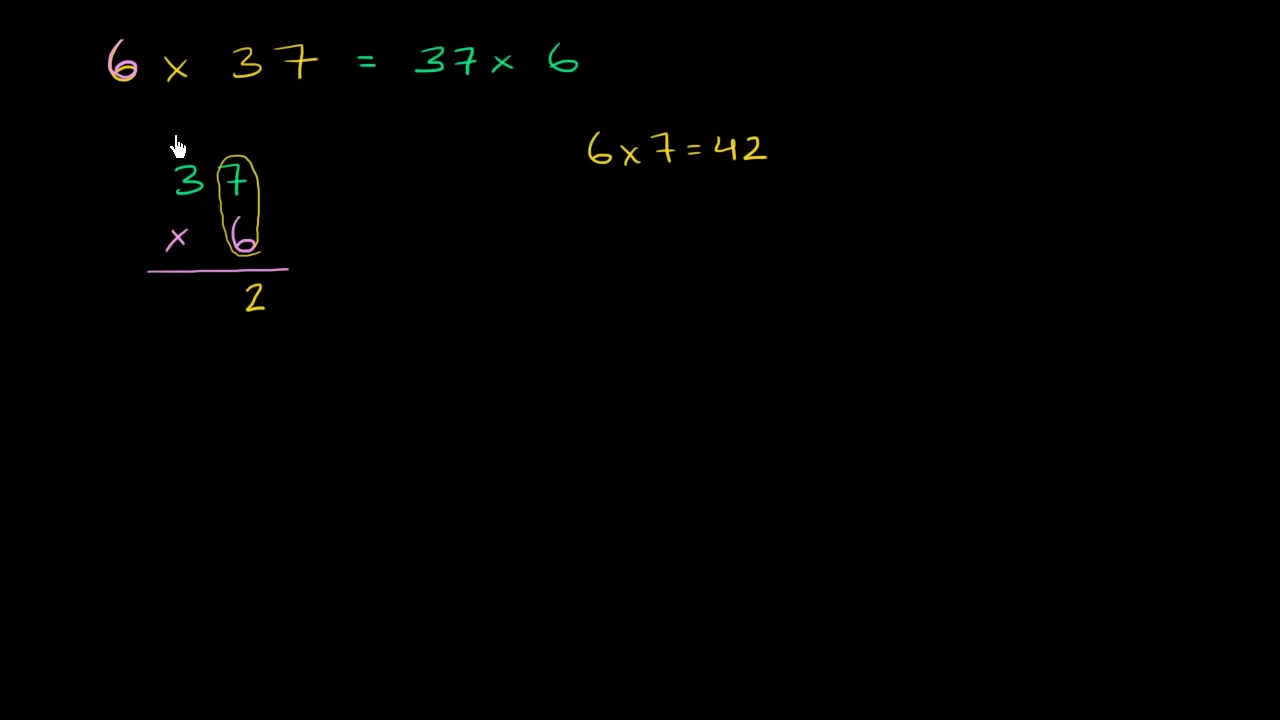 6 x 37 = 37 x 6
6 x 7 = 42
37
x 6
2